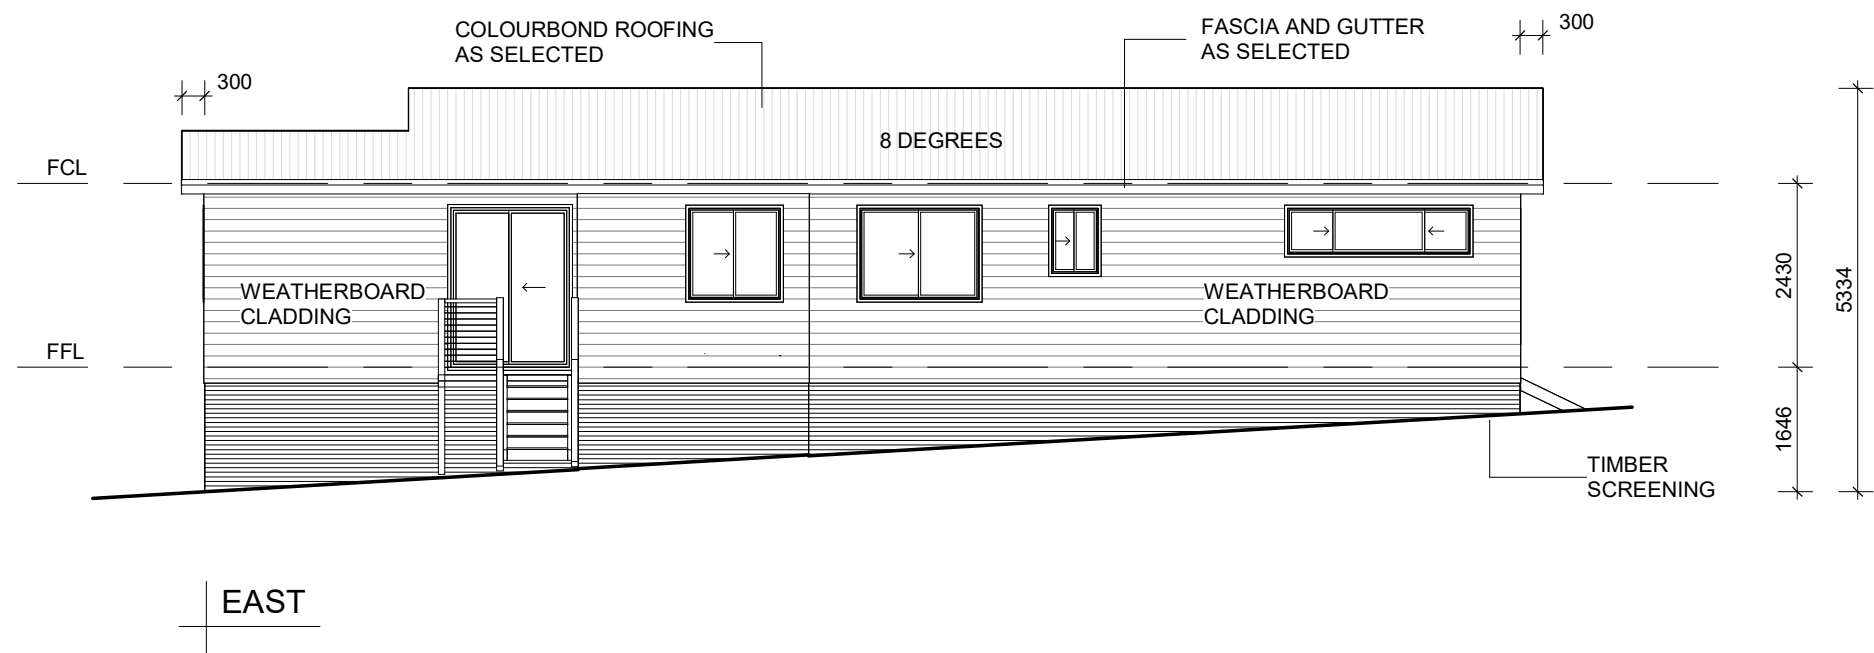 COLOURBOND ROOFING
AS SELECTED
FASCIA AND GUTTER
AS SELECTED
300
300
8 DEGREES
FCL
WEATHERBOARD
CLADDING
WEATHERBOARD
CLADDING
2430
5334
FFL
1646
TIMBER
SCREENING
EAST